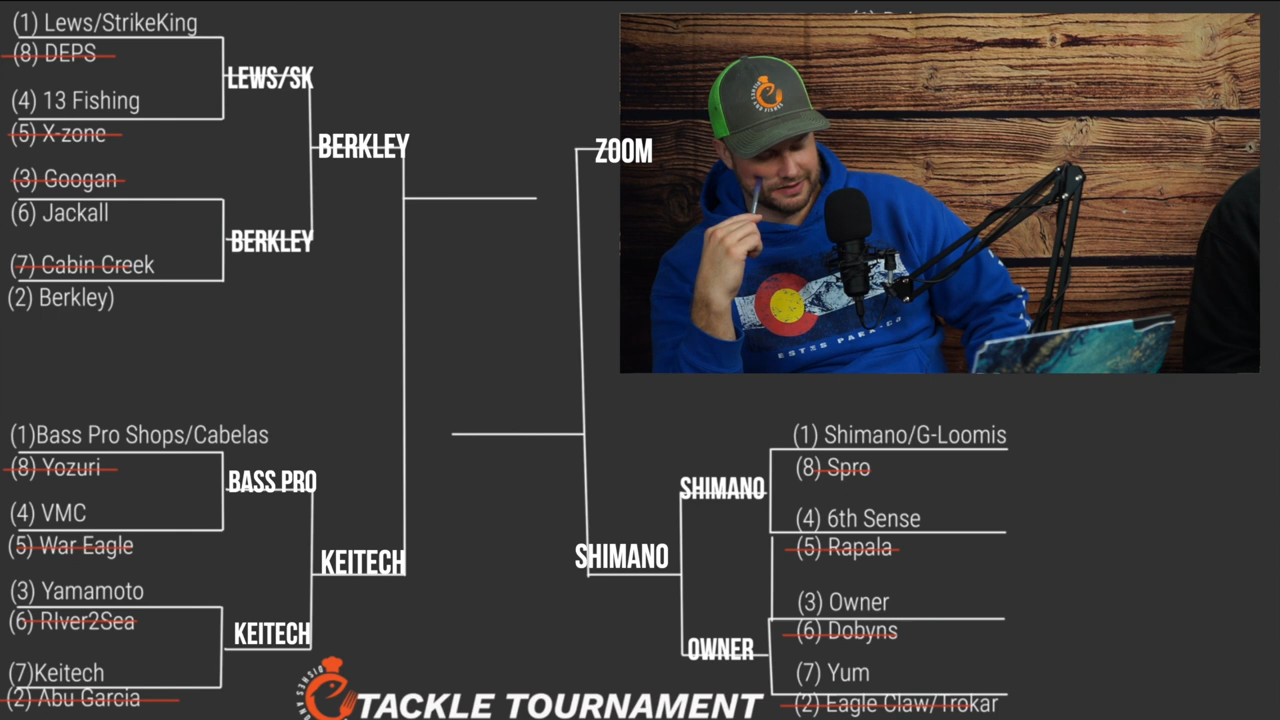 (1) Lews/StrikeKing
(8) DEPS
LEWS/SK
(4) 13 Fishing
(5) X-zone
BERKLEY
(3) Googan
(6) Jackall
BERKLEY
(7) Cabin Creek
(2) Berkley)
(1)Bass Pro Shops/Cabelas
(8) Yozuri
BASS PRO
(4) VMC
(5) War Eagle
KEITECH
(3) Yamamoto
(6) RIver2Sea
KEITECH
(7)Keitech
(2) Abu Garcia
ZOOM
ESTES PARK, CO
(1) Shimano/G-Loomis
(8) Spro
SHIMANO
(4) 6th Sense
(5) Rapala
SHIMANO
(3) Owner
(6) Dobyns
OWNER
(7) Yum
(2) Eagle Claw/Trokar
TACKLE TOURNAMENT